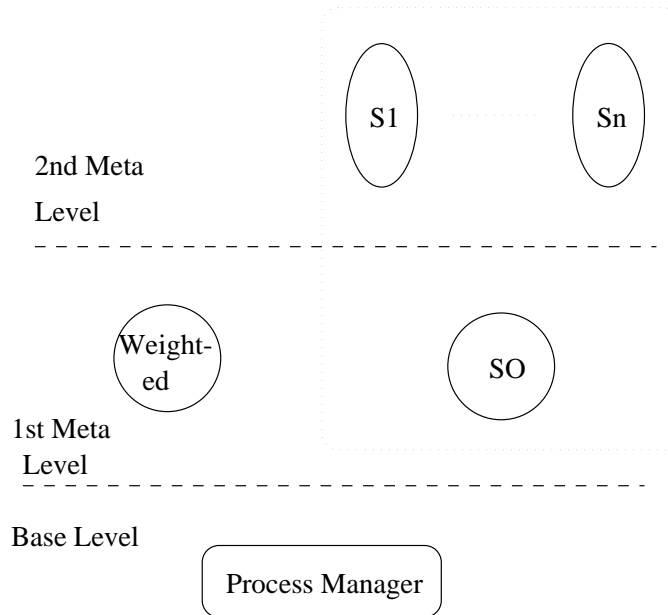 S1
Sn
2nd Meta
Level
Weight-
ed
SO
1st Meta
Level
Base Level
Process Manager